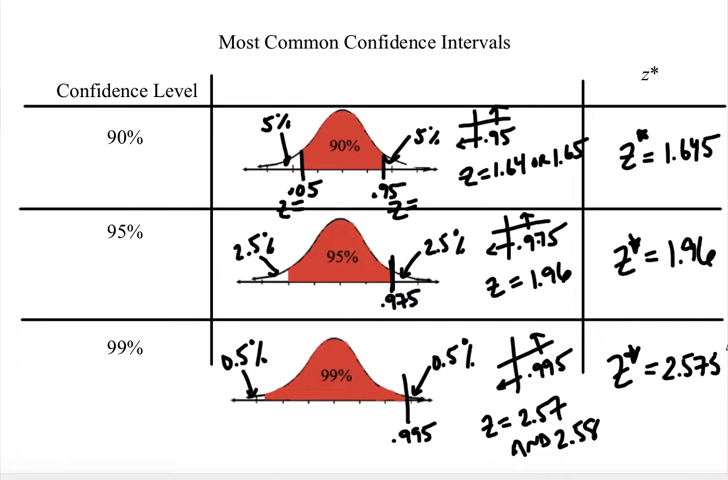 Most Common Confidence Intervals
Confidence Level
z*
90%
5%
90%
5%
.95
z=1.64 or 1.65
z*=1.645
.05
z=
.95
z=
95%
2.5%
95%
2.5%
.975
z=1.96
z*=1.96
.975
99%
0.5%
99%
0.5%
.995
z=2.57
AND 2.58
z*=2.575
.995